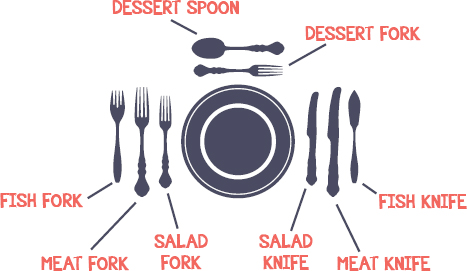 DESSERT SPOON
DESSERT FORK
FISH FORK
MEAT FORK
SALAD
FORK
SALAD
KNIFE
MEAT KNIFE
FISH KNIFE